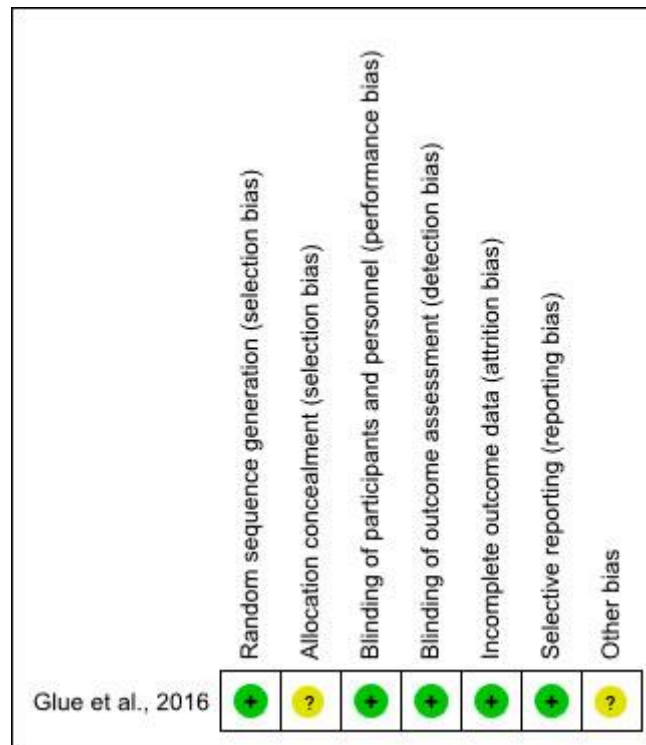 Random sequence generation (selection bias)
Allocation concealment (selection bias)
Blinding of participants and personnel (performance bias)
Blinding of outcome assessment (detection bias)
Incomplete outcome data (attrition bias)
Selective reporting (reporting bias)
Other bias
Glue et al., 2016 + ? + + + + ?